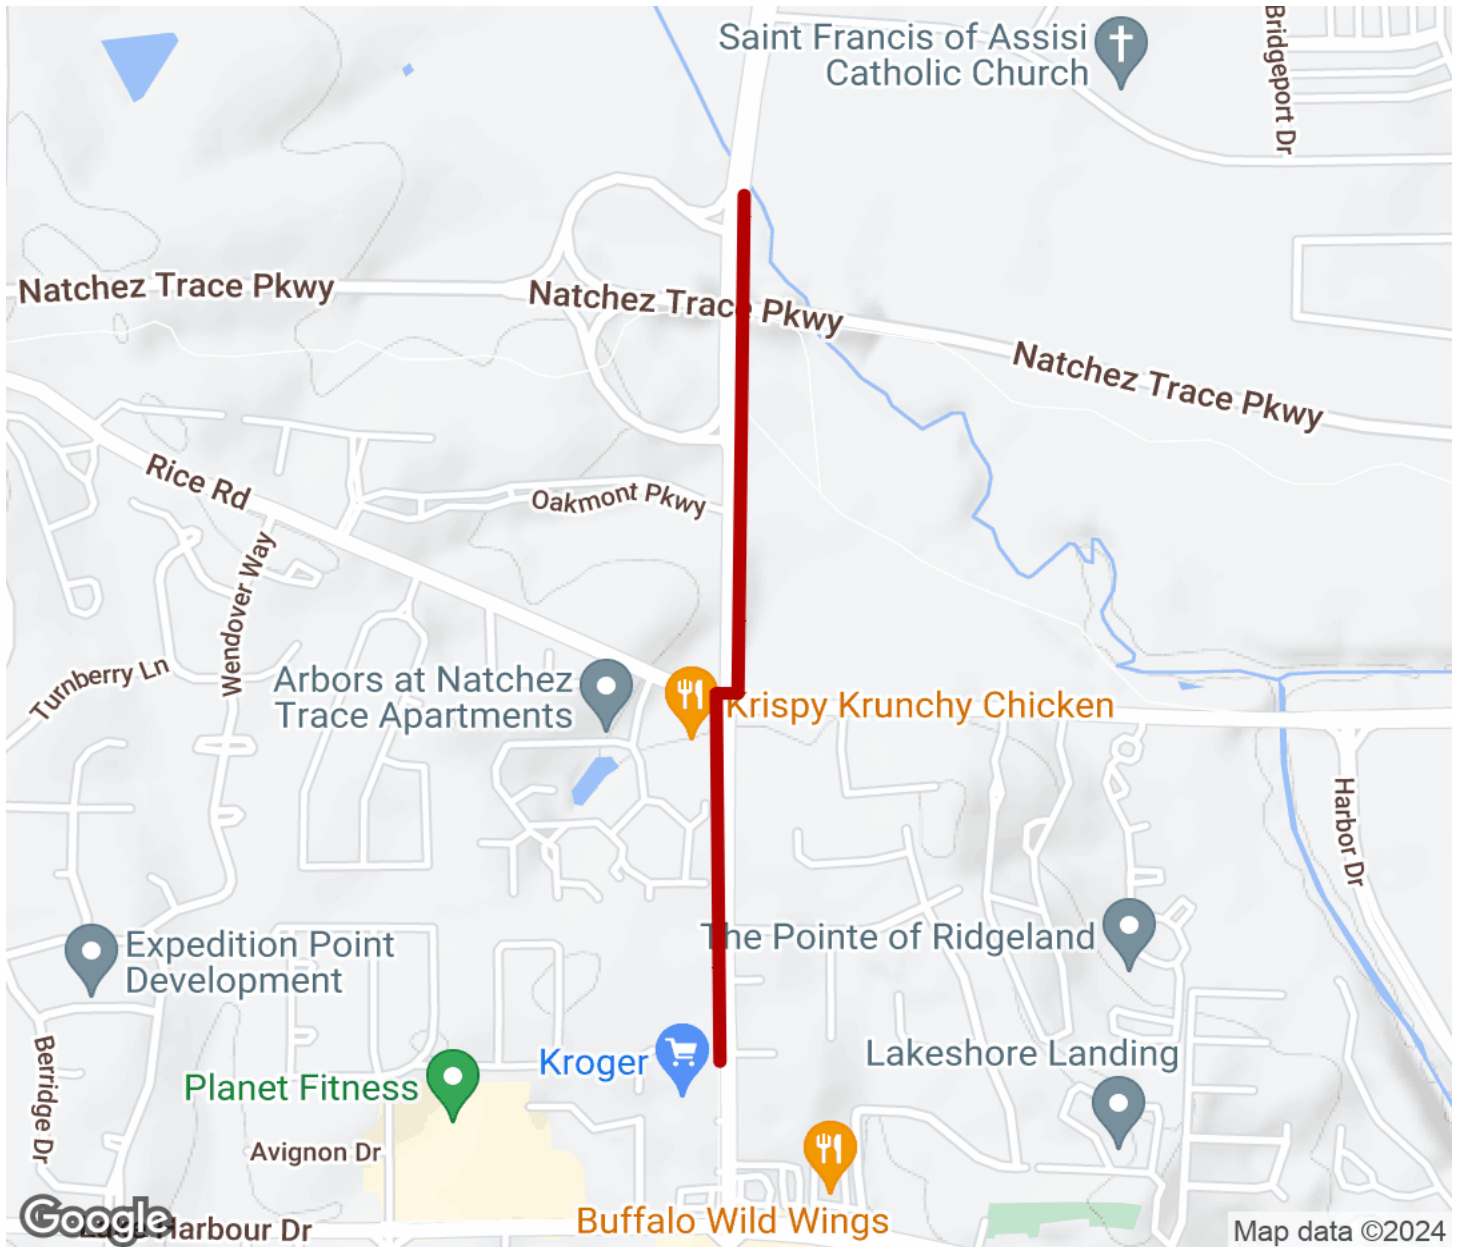 Saint Francis of Assisi
Catholic Church
Bridgeport Dr
Natchez Trace Pkwy
Natchez Trace Pkwy
Natchez Trace Pkwy
Rice Rd
Oakmont Pkwy
Wendover Way
Turnberry Ln
Arbors at Natchez
Trace Apartments
Krispy Krunchy Chicken
Harbor Dr
The Pointe of Ridgeland
Expedition Point
Development
Berridge Dr
Kroger
Lakeshore Landing
Planet Fitness
Avignon Dr
Buffalo Wild Wings
Lake Harbour Dr
Google
Map data ©2024